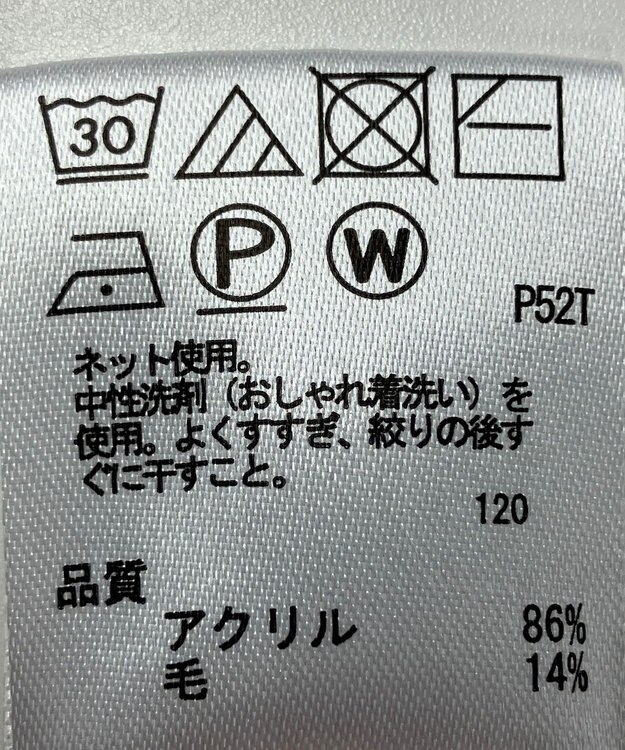 30
P W
P52T
ネット使用。
中性洗剤（おしゃれ着洗い）を
使用。よくすすぎ、絞りの後す
ぐに干すこと。
120
品質
アクリル 86%
毛 14%